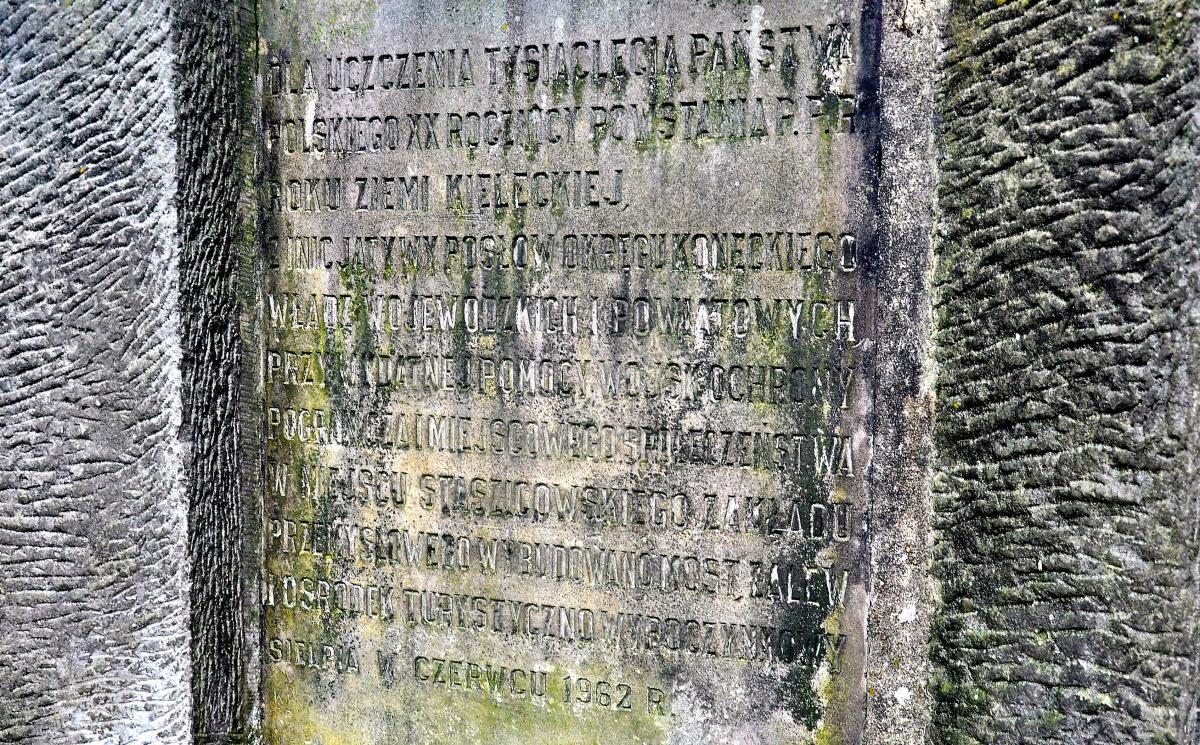 DLA UCZCZENIA TYSIĄCLECIA PAŃSTWA
POLSKIEGO XX ROCZNICY POWSTANIA P.P.R.
ROKU ZIEMI KIELECKIEJ,
Z INICJATYWY POSŁÓW OKRĘGU KONECKIEGO
WŁADZ WOJEWÓDZKICH I POWIATOWYCH,
PRZY WYDATNEJ POMOCY WOJSK OCHRONY
POGRANICZA I MIEJSCOWEGO SPOŁECZEŃSTWA
W MIEJSCU STASZICOWSKIEGO ZAKŁADU
PRZEMYSŁOWEGO WYBUDOWANO MOST, ZALEW
I OŚRODEK TURYSTYCZNO WYPOCZYNKOWY
SIELPIA W CZERWCU 1962 R.